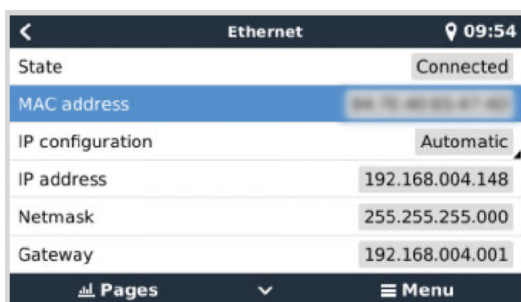 Ethernet 09:54
State Connected
MAC address
IP configuration Automatic
IP address 192.168.004.148
Netmask 255.255.255.000
Gateway 192.168.004.001
Pages Menu